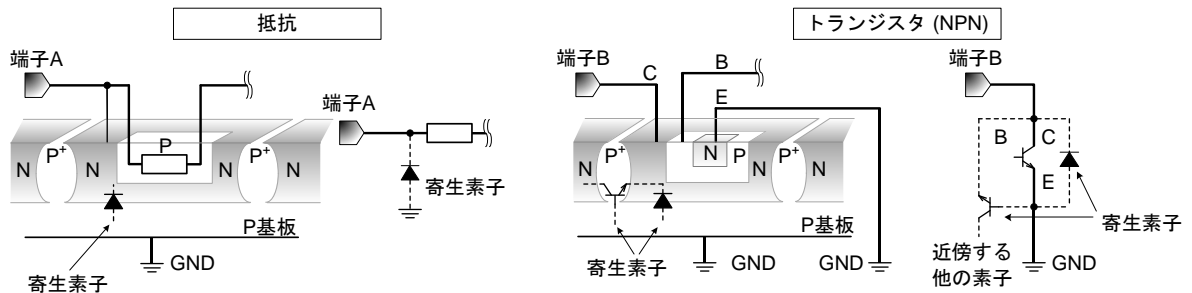 抵抗
端子A
N
P+
N
P
N
P+
N
P基板
GND
寄生素子
端子A
寄生素子
トランジスタ (NPN)
端子B
C
B
E
N
P+
N
N
P
N
P+
N
P基板
寄生素子
GND
GND
端子B
B
C
E
寄生素子
近傍する
他の素子
GND